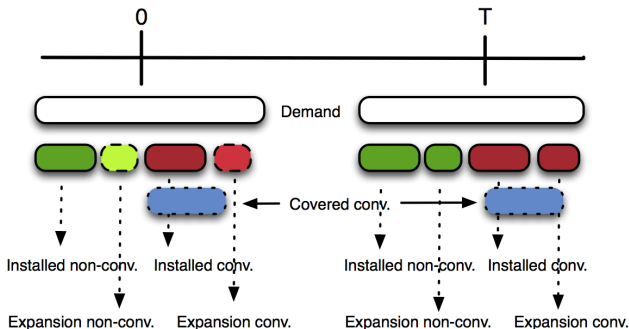 0 T
Demand
Covered conv.
Installed non-conv. Installed conv. Installed non-conv. Installed conv.
Expansion non-conv. Expansion conv. Expansion non-conv. Expansion conv.